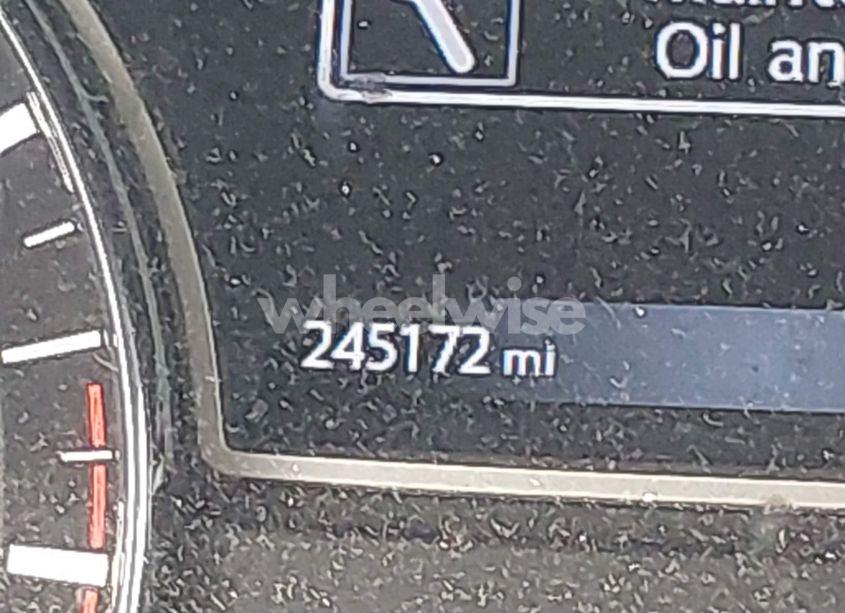 Oil an
wheelwise
245172 mi